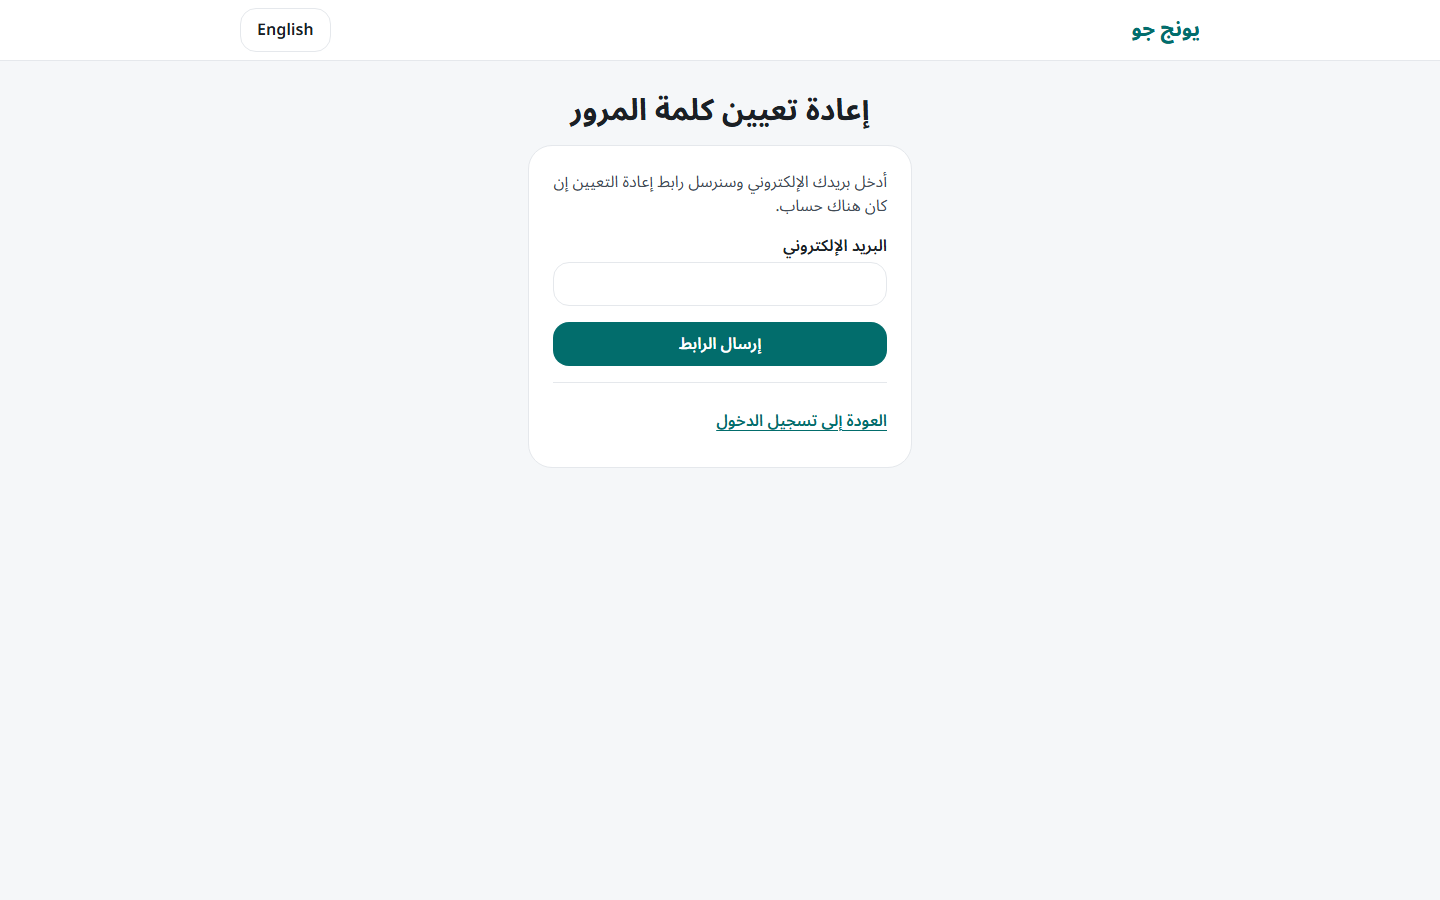 يونج جو
English
إعادة تعيين كلمة المرور
أدخل بريدك الإلكتروني وسنرسل رابط إعادة التعيين إن
كان هناك حساب.
البريد الإلكتروني
إرسال الرابط
العودة إلى تسجيل الدخول